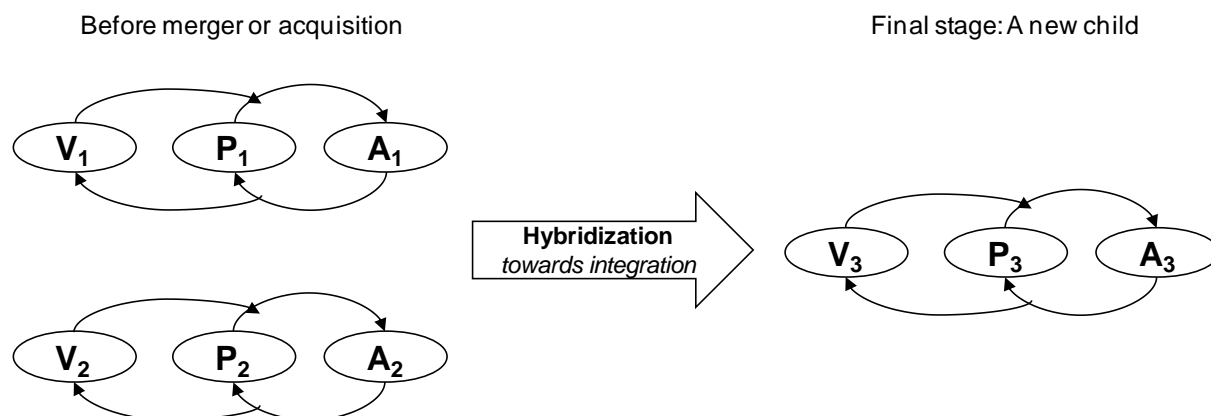 Before merger or acquisition
Final stage: A new child
V₁ P₁ A₁
Hybridization
towards integration
V₃ P₃ A₃
V₂ P₂ A₂